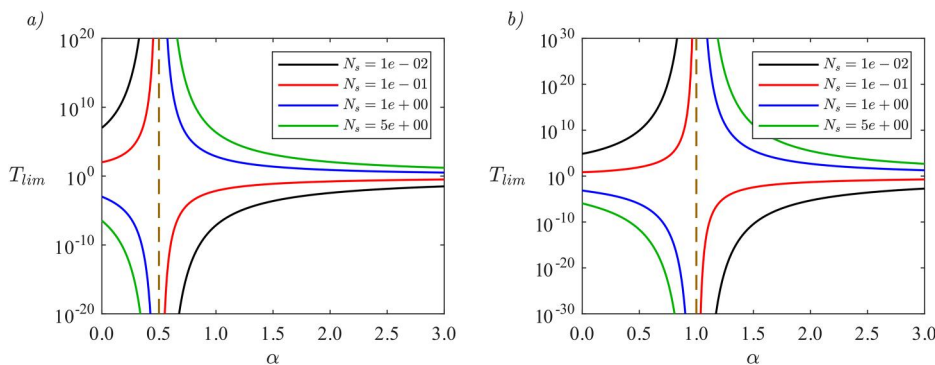 a)
10^20
10^10
10^0
10^-10
10^-20
T_lim
N_s = 1e − 02
N_s = 1e − 01
N_s = 1e + 00
N_s = 5e + 00
0.0 0.5 1.0 1.5 2.0 2.5 3.0
α
b)
10^30
10^20
10^10
10^0
10^-10
10^-20
10^-30
T_lim
N_s = 1e − 02
N_s = 1e − 01
N_s = 1e + 00
N_s = 5e + 00
0.0 0.5 1.0 1.5 2.0 2.5 3.0
α